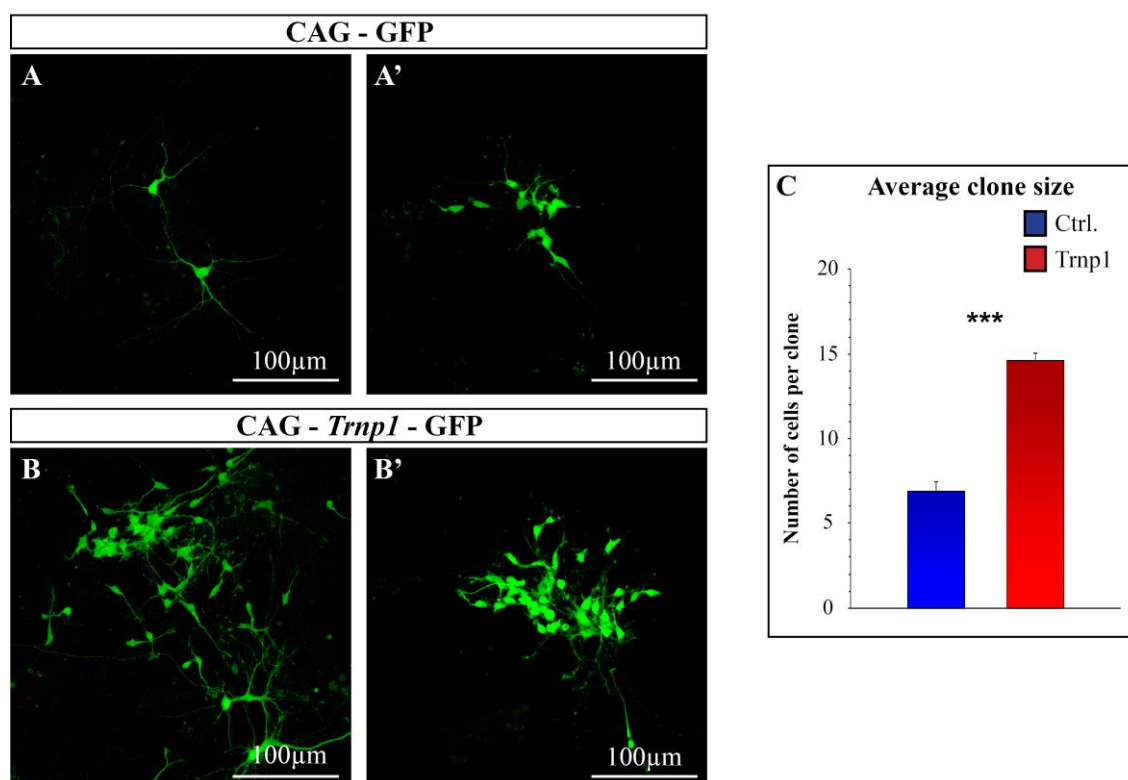 CAG - GFP
A
A’
100µm
100µm
CAG - Trnp1 - GFP
B
B’
100µm
100µm
C
Average clone size
Ctrl.
Trnp1
Number of cells per clone
20
15
10
5
0
***